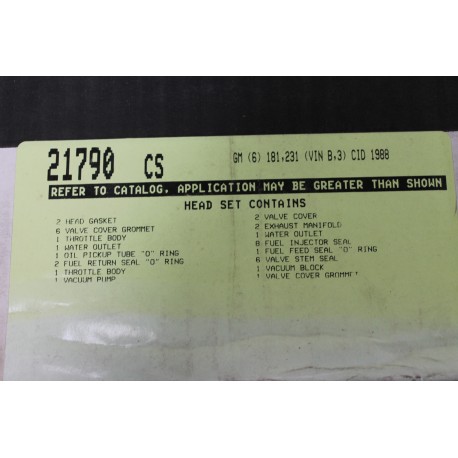 21790 CS GM (6) 181,231 (VIN B,3) CID 1988
REFER TO CATALOG, APPLICATION MAY BE GREATER THAN SHOWN
HEAD SET CONTAINS
2 HEAD GASKET
6 VALVE COVER GROMMET
1 THROTTLE BODY
1 WATER OUTLET
1 OIL PICKUP TUBE "O" RING
2 FUEL RETURN SEAL "O" RING
1 THROTTLE BODY
1 VACUUM PUMP
2 VALVE COVER
2 EXHAUST MANIFOLD
1 WATER OUTLET
8 FUEL INJECTOR SEAL
1 FUEL FEED SEAL "O" RING
6 VALVE STEM SEAL
1 VACUUM BLOCK
1 VALVE COVER GROMMET